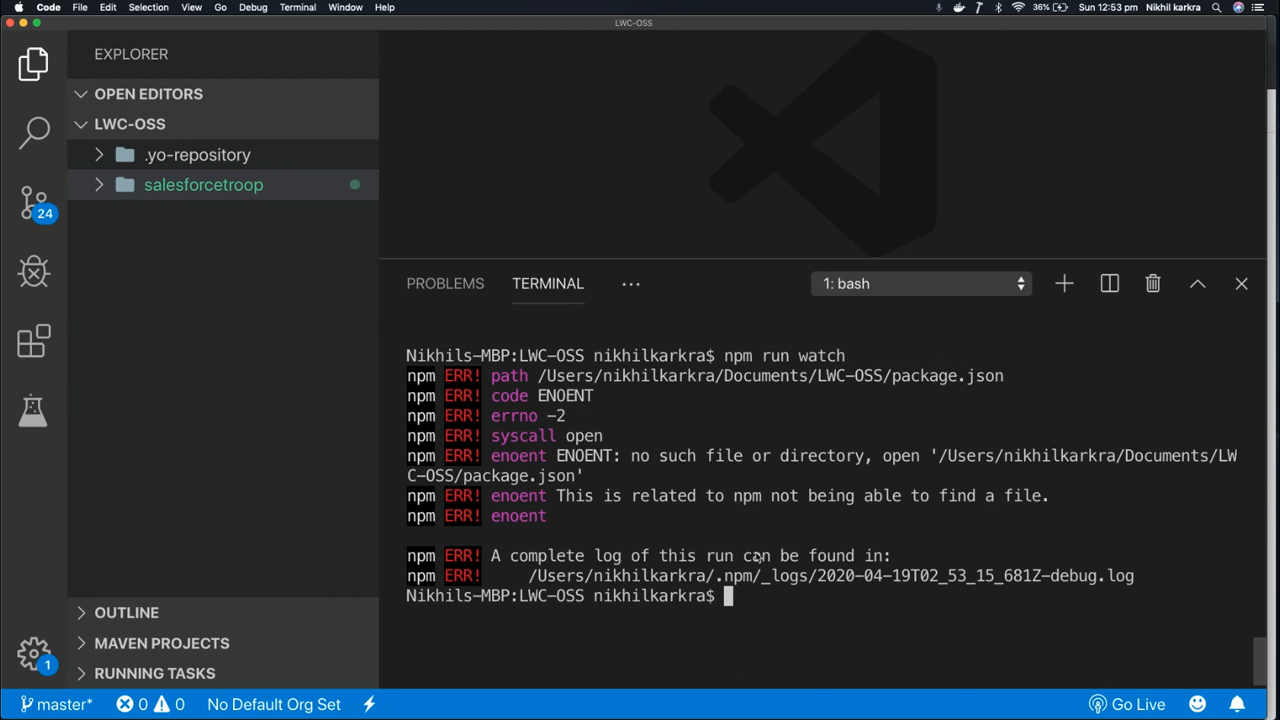 Code File Edit Selection View Go Debug Terminal Window Help 36% Sun 12:53 pm Nikhil karkra
LWC-OSS
EXPLORER
OPEN EDITORS
LWC-OSS
.yo-repository
salesforcetroop
24
PROBLEMS TERMINAL ... 1: bash
Nikhils-MBP:LWC-OSS nikhilkarkra$ npm run watch
npm ERR! path /Users/nikhilkarkra/Documents/LWC-OSS/package.json
npm ERR! code ENOENT
npm ERR! errno -2
npm ERR! syscall open
npm ERR! enoent ENOENT: no such file or directory, open '/Users/nikhilkarkra/Documents/LW
C-OSS/package.json'
npm ERR! enoent This is related to npm not being able to find a file.
npm ERR! enoent
npm ERR! A complete log of this run can be found in:
npm ERR! /Users/nikhilkarkra/.npm/_logs/2020-04-19T02_53_15_681Z-debug.log
Nikhils-MBP:LWC-OSS nikhilkarkra$
OUTLINE
MAVEN PROJECTS
RUNNING TASKS
1
master* 0 0 No Default Org Set Go Live